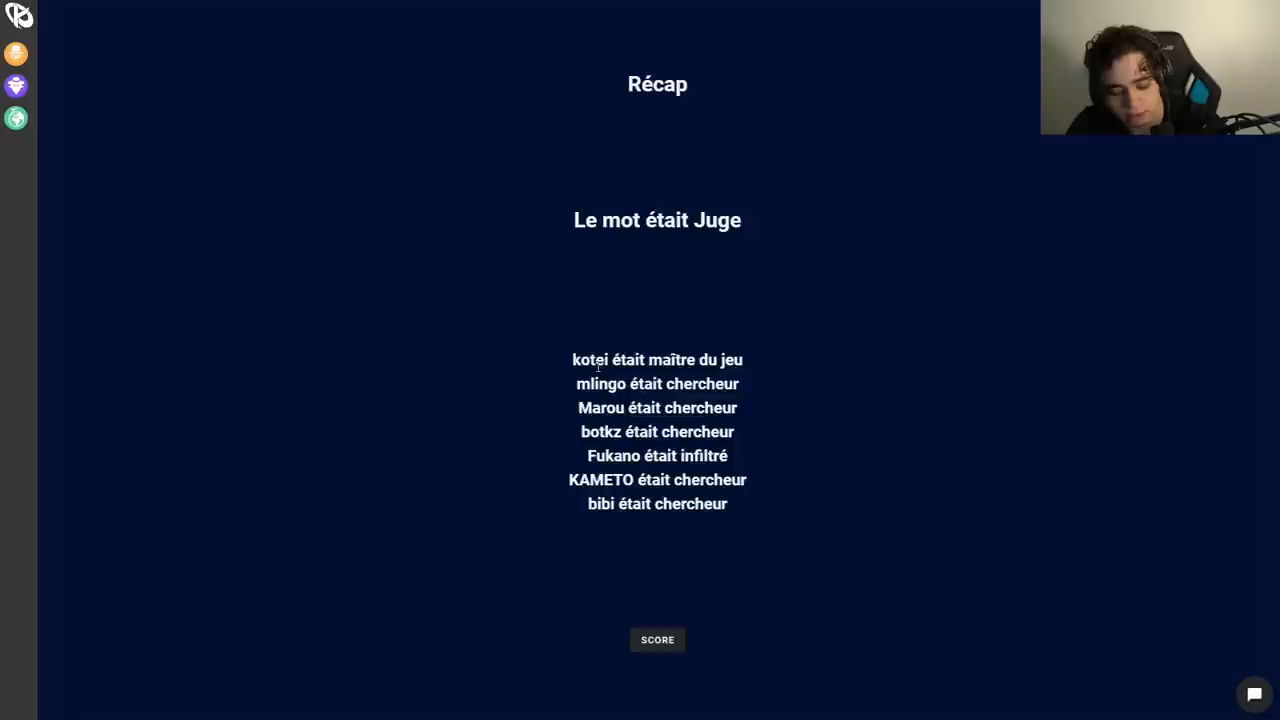 Récap
Le mot était Juge
kotei était maître du jeu
mlingo était chercheur
Marou était chercheur
botkz était chercheur
Fukano était infiltré
KAMETO était chercheur
bibi était chercheur
SCORE